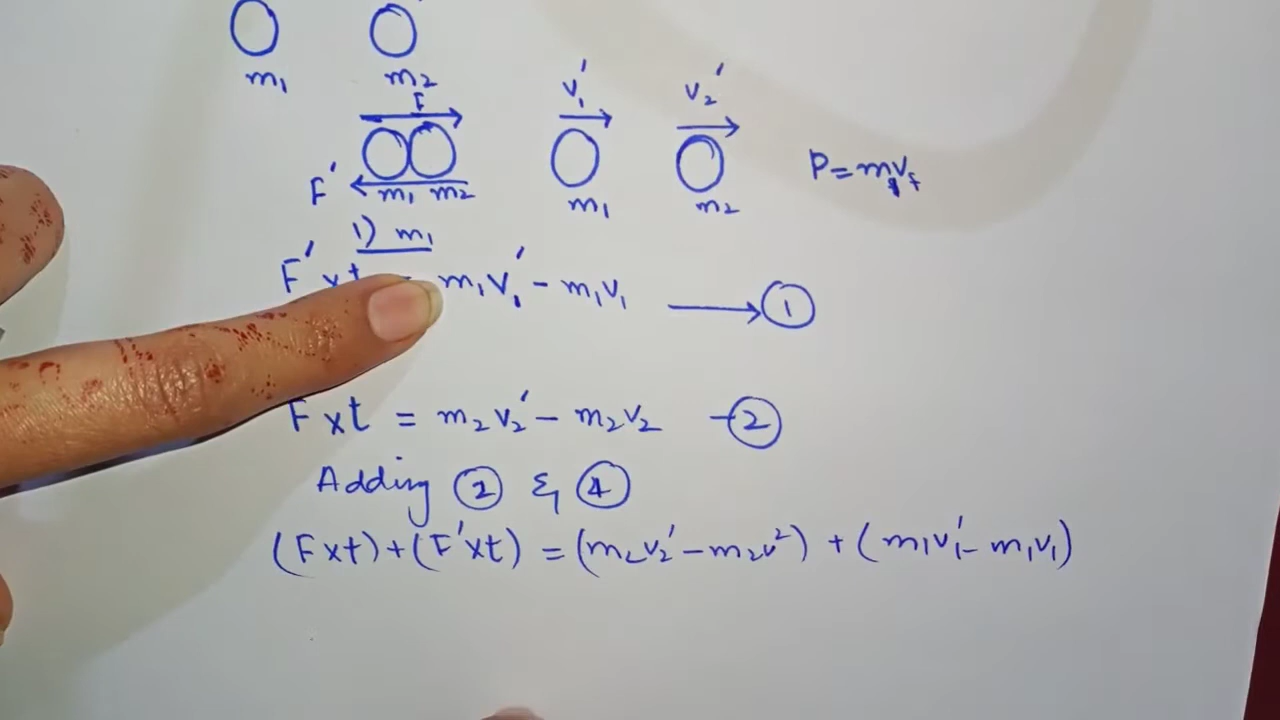 m₁ m₂
F v₁' v₂'
F' m₁ m₂ m₁ m₂ P = mvf
1) m₁
F' x t = m₁v₁' - m₁v₁ → ①
F x t = m₂v₂' - m₂v₂ - ②
Adding ② & ④
(F x t) + (F' x t) = (m₂v₂' - m₂v²) + (m₁v₁' - m₁v₁)